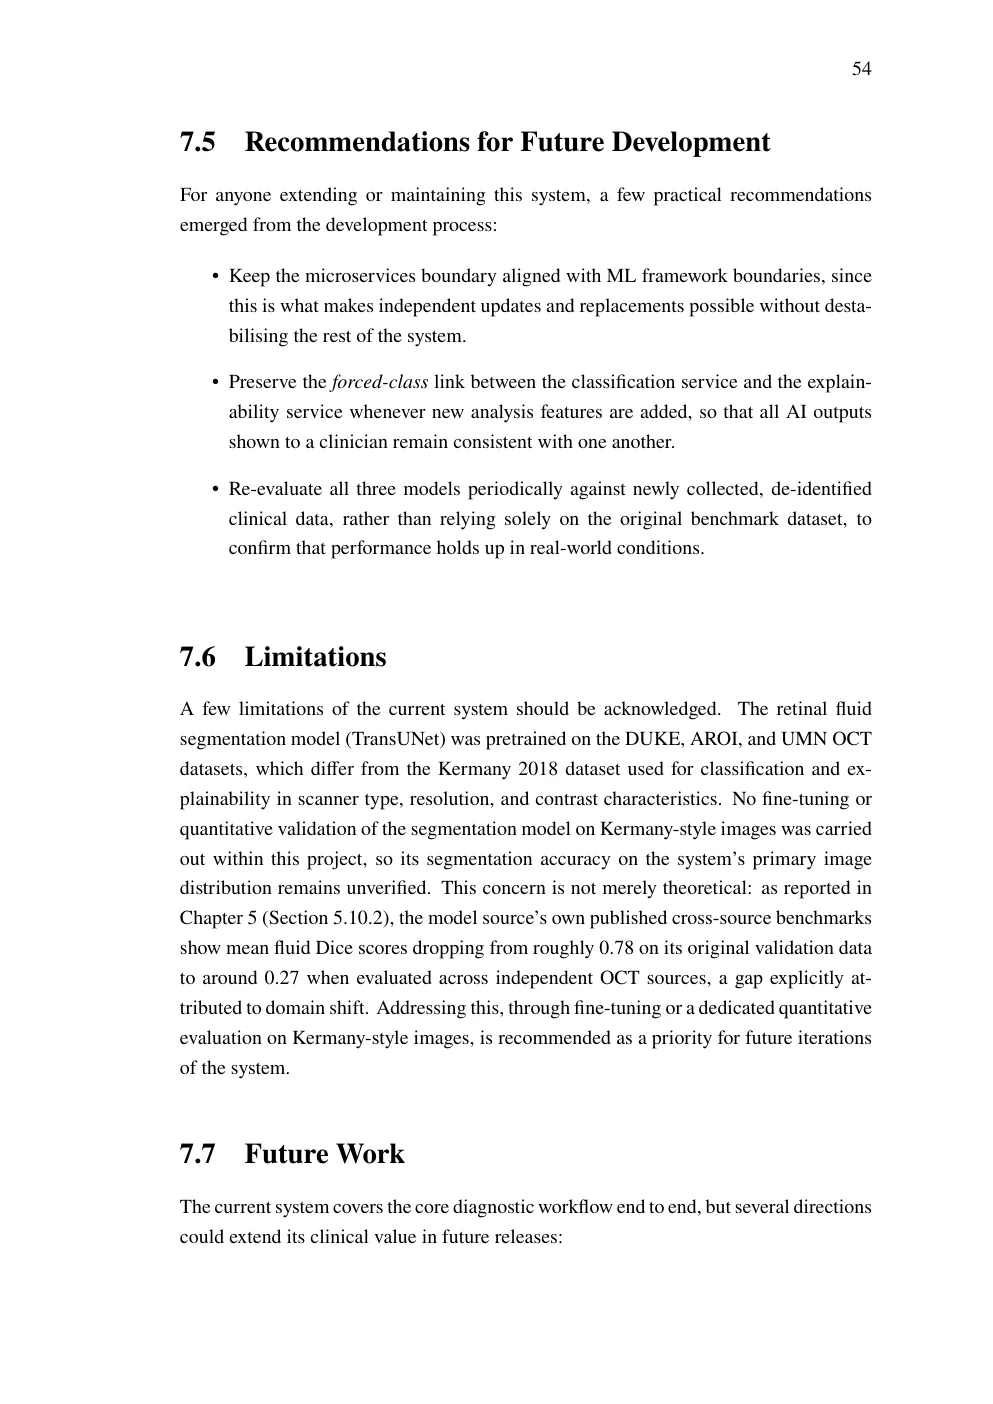 54
7.5 Recommendations for Future Development
For anyone extending or maintaining this system, a few practical recommendations
emerged from the development process:
• Keep the microservices boundary aligned with ML framework boundaries, since
this is what makes independent updates and replacements possible without desta-
bilising the rest of the system.
• Preserve the forced-class link between the classification service and the explain-
ability service whenever new analysis features are added, so that all AI outputs
shown to a clinician remain consistent with one another.
• Re-evaluate all three models periodically against newly collected, de-identified
clinical data, rather than relying solely on the original benchmark dataset, to
confirm that performance holds up in real-world conditions.
7.6 Limitations
A few limitations of the current system should be acknowledged. The retinal fluid
segmentation model (TransUNet) was pretrained on the DUKE, AROI, and UMN OCT
datasets, which differ from the Kermany 2018 dataset used for classification and ex-
plainability in scanner type, resolution, and contrast characteristics. No fine-tuning or
quantitative validation of the segmentation model on Kermany-style images was carried
out within this project, so its segmentation accuracy on the system's primary image
distribution remains unverified. This concern is not merely theoretical: as reported in
Chapter 5 (Section 5.10.2), the model source's own published cross-source benchmarks
show mean fluid Dice scores dropping from roughly 0.78 on its original validation data
to around 0.27 when evaluated across independent OCT sources, a gap explicitly at-
tributed to domain shift. Addressing this, through fine-tuning or a dedicated quantitative
evaluation on Kermany-style images, is recommended as a priority for future iterations
of the system.
7.7 Future Work
The current system covers the core diagnostic workflow end to end, but several directions
could extend its clinical value in future releases: